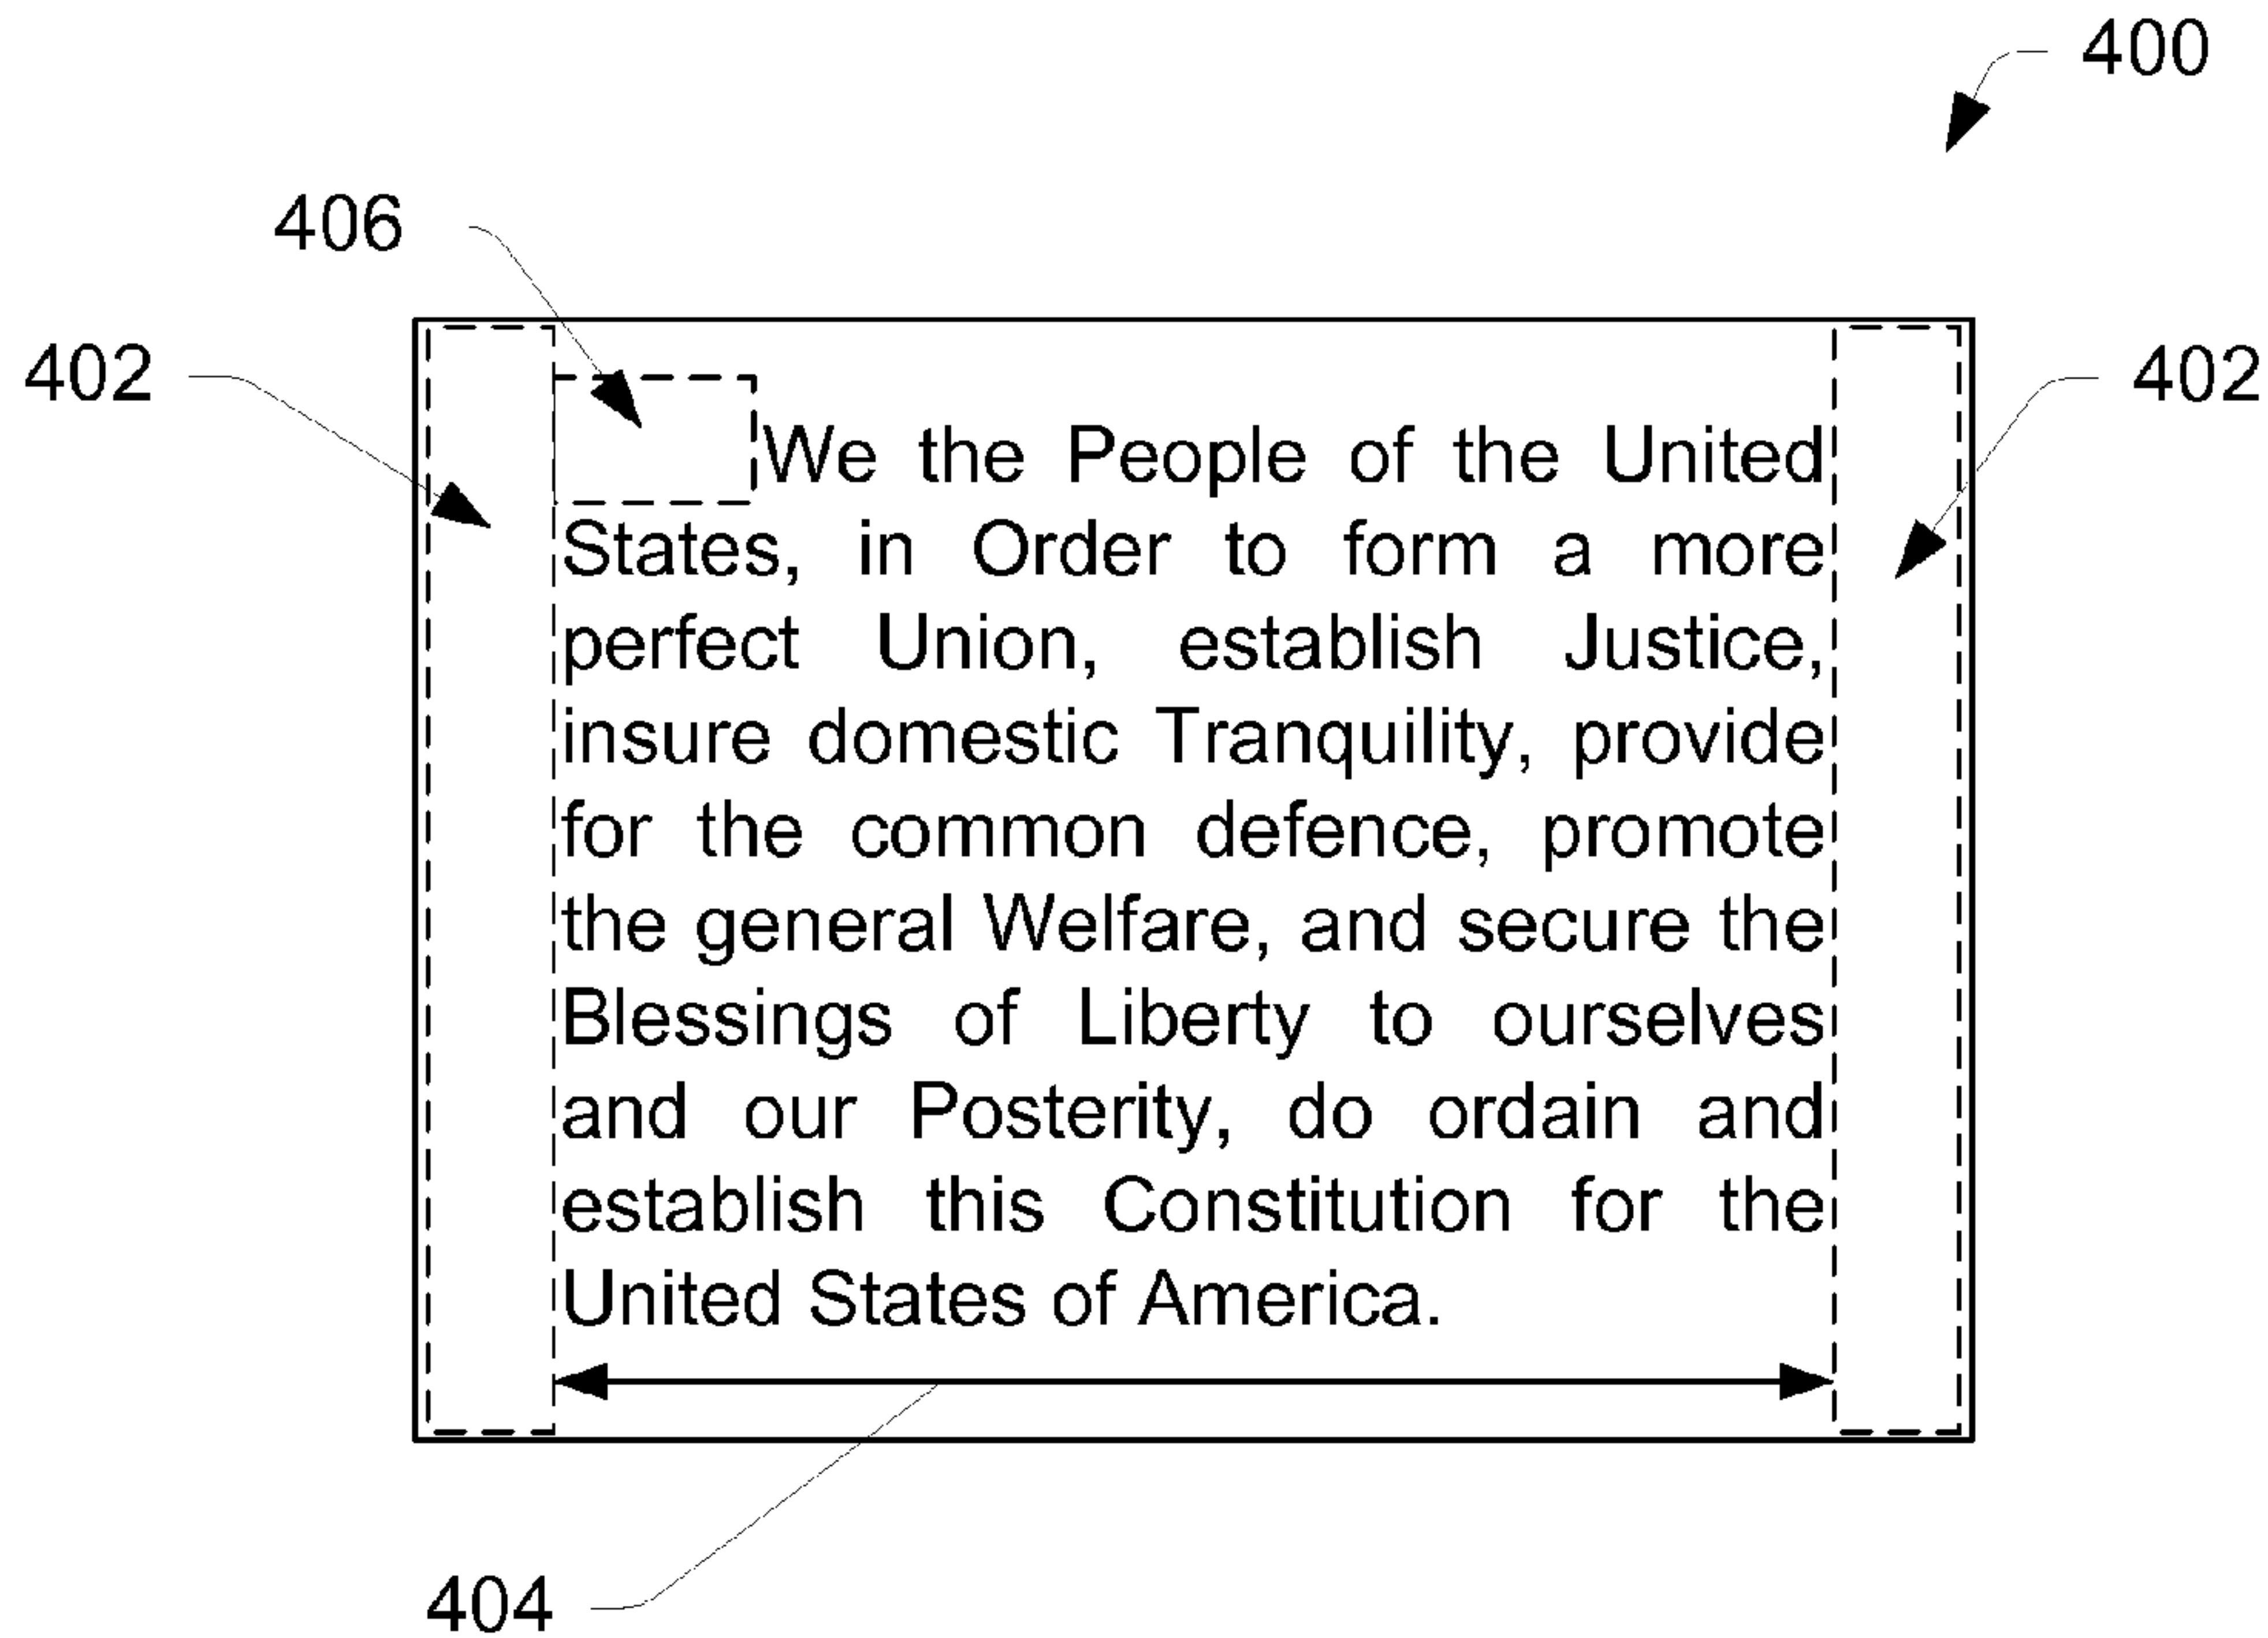 400
406
402
402
We the People of the United
States, in Order to form a more
perfect Union, establish Justice,
insure domestic Tranquility, provide
for the common defence, promote
the general Welfare, and secure the
Blessings of Liberty to ourselves
and our Posterity, do ordain and
establish this Constitution for the
United States of America.
404